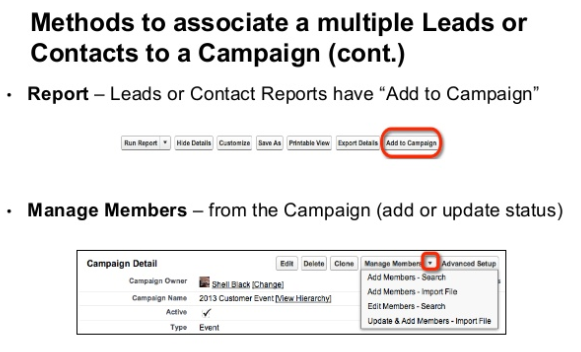 Methods to associate a multiple Leads or
Contacts to a Campaign (cont.)
• Report – Leads or Contact Reports have “Add to Campaign”
Run Report ▼ Hide Details Customize Save As Printable View Export Details Add to Campaign
• Manage Members – from the Campaign (add or update status)
Campaign Detail Edit Delete Clone Manage Members ▼ Advanced Setup
Campaign Owner Shell Black [Change]
Add Members - Search
Campaign Name 2013 Customer Event [View Hierarchy]
Add Members - Import File
Active ✓
Edit Members - Search
Type Event
Update & Add Members - Import File